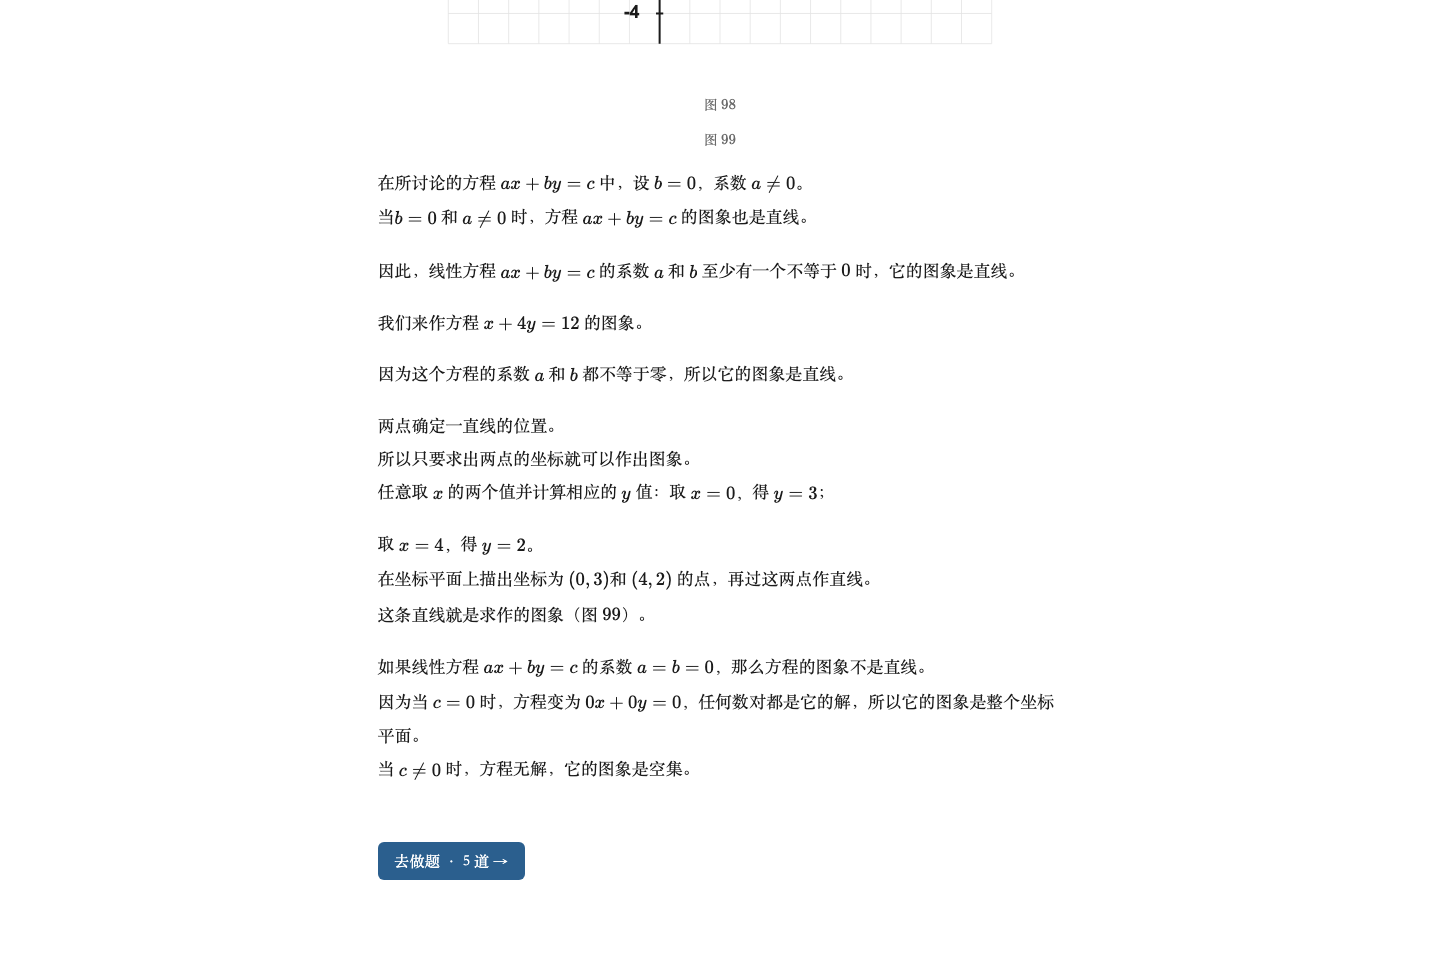 -4
图 98
图 99
在所讨论的方程 ax + by = c 中，设 b = 0，系数 a ≠ 0。
当b = 0 和 a ≠ 0 时，方程 ax + by = c 的图象也是直线。
因此，线性方程 ax + by = c 的系数 a 和 b 至少有一个不等于 0 时，它的图象是直线。
我们来作方程 x + 4y = 12 的图象。
因为这个方程的系数 a 和 b 都不等于零，所以它的图象是直线。
两点确定一直线的位置。
所以只要求出两点的坐标就可以作出图象。
任意取 x 的两个值并计算相应的 y 值：取 x = 0，得 y = 3；
取 x = 4，得 y = 2。
在坐标平面上描出坐标为 (0, 3)和 (4, 2) 的点，再过这两点作直线。
这条直线就是求作的图象（图 99）。
如果线性方程 ax + by = c 的系数 a = b = 0，那么方程的图象不是直线。
因为当 c = 0 时，方程变为 0x + 0y = 0，任何数对都是它的解，所以它的图象是整个坐标
平面。
当 c ≠ 0 时，方程无解，它的图象是空集。
去做题 · 5 道 →